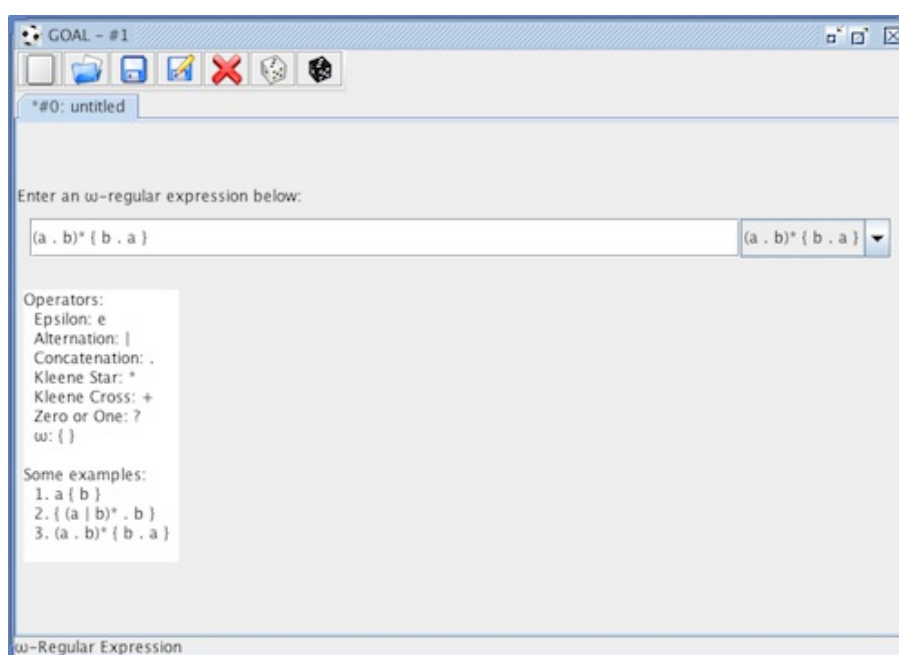 GOAL - #1
*#0: untitled
Enter an ω-regular expression below:
(a . b)* { b . a }
(a . b)* { b . a }
Operators:
Epsilon: e
Alternation: |
Concatenation: .
Kleene Star: *
Kleene Cross: +
Zero or One: ?
ω: { }
Some examples:
1. a { b }
2. { (a | b)* . b }
3. (a . b)* { b . a }
ω-Regular Expression